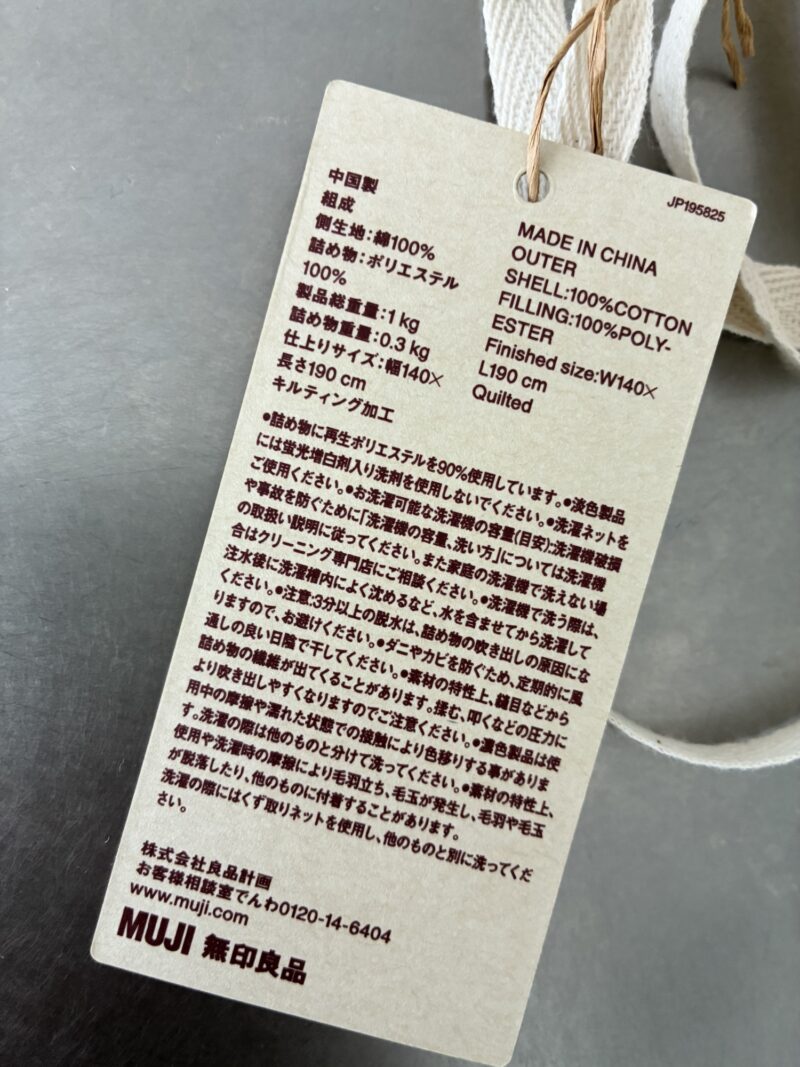 JP195825
中国製
組成
側生地:綿100%
詰め物:ポリエステル
100%
製品総重量:1 kg
詰め物重量:0.3 kg
仕上りサイズ:幅140×
長さ190 cm
キルティング加工
MADE IN CHINA
OUTER
SHELL:100%COTTON
FILLING:100%POLY-
ESTER
Finished size:W140×
L190 cm
Quilted
●詰め物に再生ポリエステルを90%使用しています。●淡色製品
には蛍光増白剤入り洗剤を使用しないでください。●洗濯ネットを
ご使用ください。●お洗濯可能な洗濯機の容量(目安):洗濯機破損
や事故を防ぐために「洗濯機の容量、洗い方」については洗濯機
の取扱い説明に従ってください。また家庭の洗濯機で洗えない場
合はクリーニング専門店にご相談ください。●洗濯機で洗う際は、
注水後に洗濯槽内によく沈めるなど、水を含ませてから洗濯して
ください。●注意:3分以上の脱水は、詰め物の吹き出しの原因にな
りますので、お避けください。●ダニやカビを防ぐため、定期的に風
通しの良い日陰で干してください。●素材の特性上、縫目などから
詰め物の繊維が出てくることがあります。揉む、叩くなどの圧力に
より吹き出しやすくなりますのでご注意ください。●濃色製品は使
用中の摩擦や濡れた状態での接触により色移りする事がありま
す。洗濯の際は他のものと分けて洗ってください。●素材の特性上、
使用や洗濯時の摩擦により毛羽立ち、毛玉が発生し、毛羽や毛玉
が脱落したり、他のものに付着することがあります。
洗濯の際にはくず取りネットを使用し、他のものと別に洗ってくだ
さい。
株式会社良品計画
お客様相談室でんわ0120-14-6404
www.muji.com
MUJI 無印良品